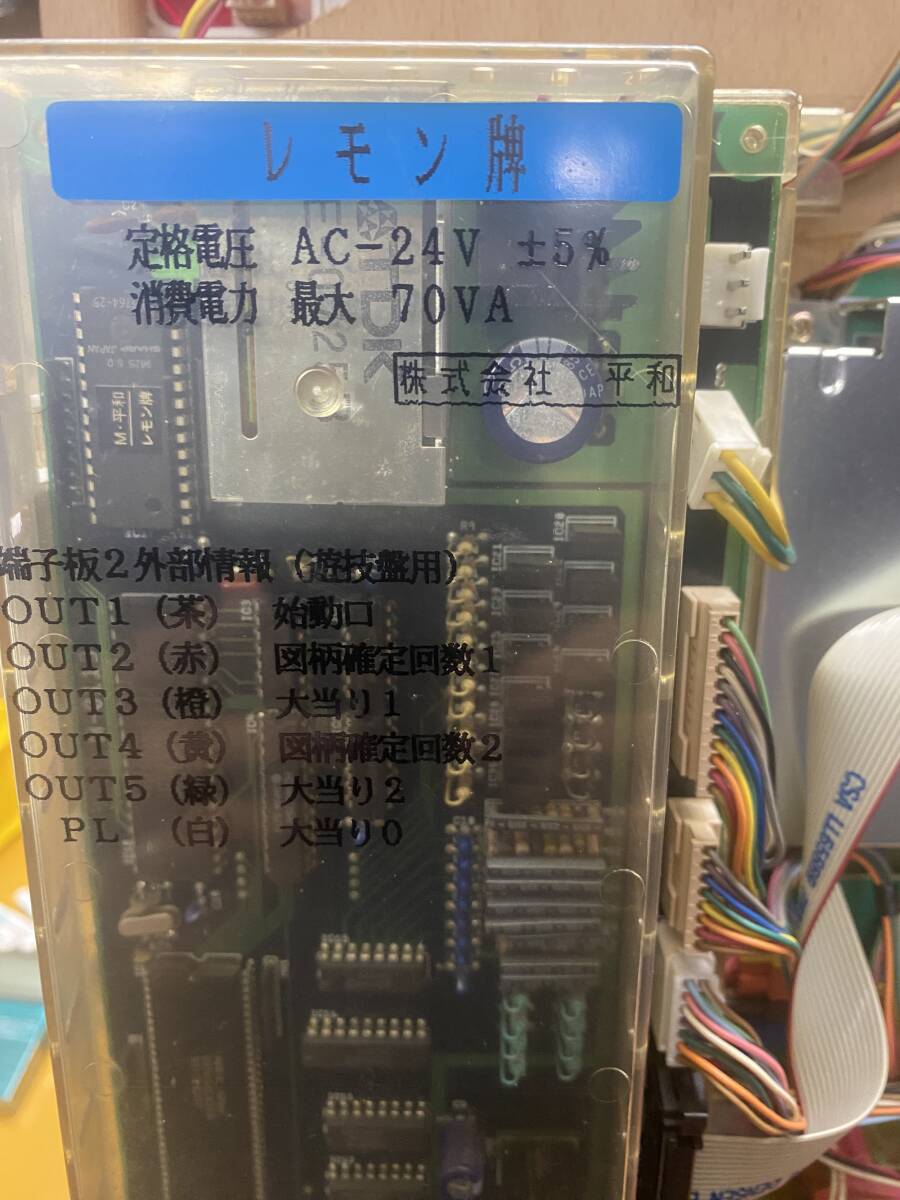 レモン牌
定格電圧 AC-24V ±5%
消費電力 最大 70VA
株式会社 平和
TDK
SHARP JAPAN
M・平和
レモン牌
端子板2外部情報（遊技盤用）
OUT1（茶） 始動口
OUT2（赤） 図柄確定回数1
OUT3（橙） 大当り1
OUT4（黄） 図柄確定回数2
OUT5（緑） 大当り2
PL （白） 大当り0